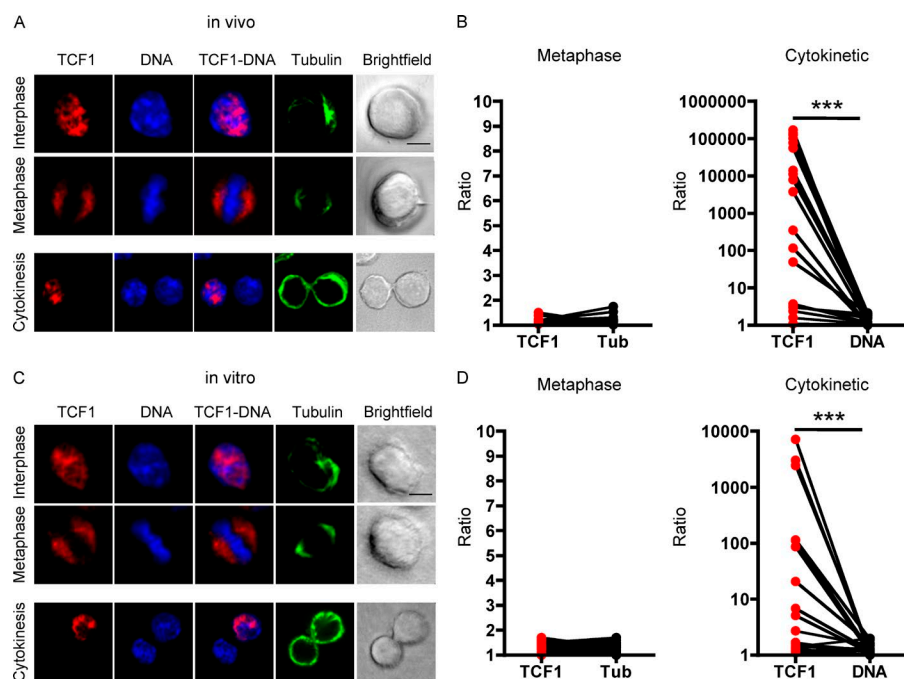 A
in vivo
TCF1 DNA TCF1-DNA Tubulin Brightfield
Interphase
Metaphase
Cytokinesis
B
Metaphase
Ratio
10
9
8
7
6
5
4
3
2
1
TCF1 Tub
Cytokinetic
***
Ratio
1000000
100000
10000
1000
100
10
1
TCF1 DNA
C
in vitro
TCF1 DNA TCF1-DNA Tubulin Brightfield
Interphase
Metaphase
Cytokinesis
D
Metaphase
Ratio
10
9
8
7
6
5
4
3
2
1
TCF1 Tub
Cytokinetic
***
Ratio
10000
1000
100
10
1
TCF1 DNA